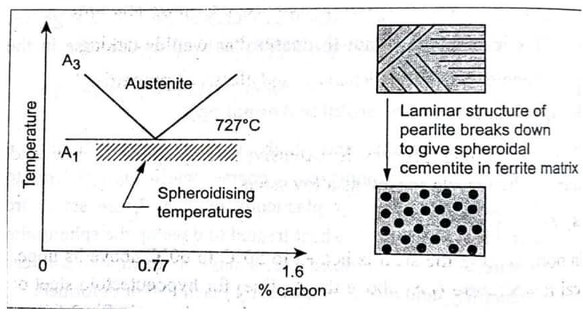 A3
Austenite
727°C
A1
Temperature
Spheroidising
temperatures
0
0.77
1.6
% carbon
Laminar structure of
pearlite breaks down
to give spheroidal
cementite in ferrite matrix